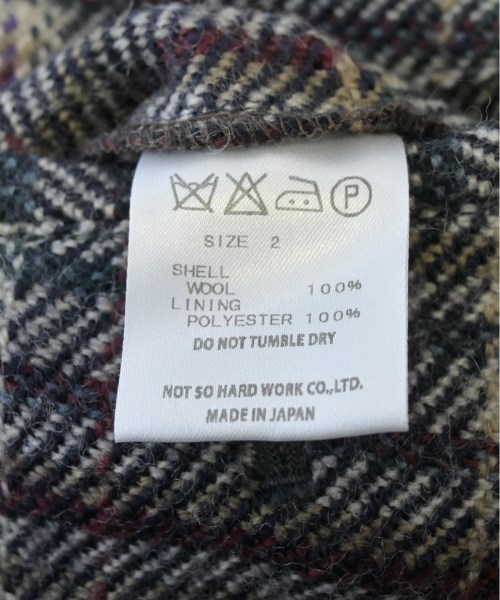 P
SIZE 2
SHELL
WOOL 100%
LINING
POLYESTER 100%
DO NOT TUMBLE DRY
NOT SO HARD WORK CO.,LTD.
MADE IN JAPAN